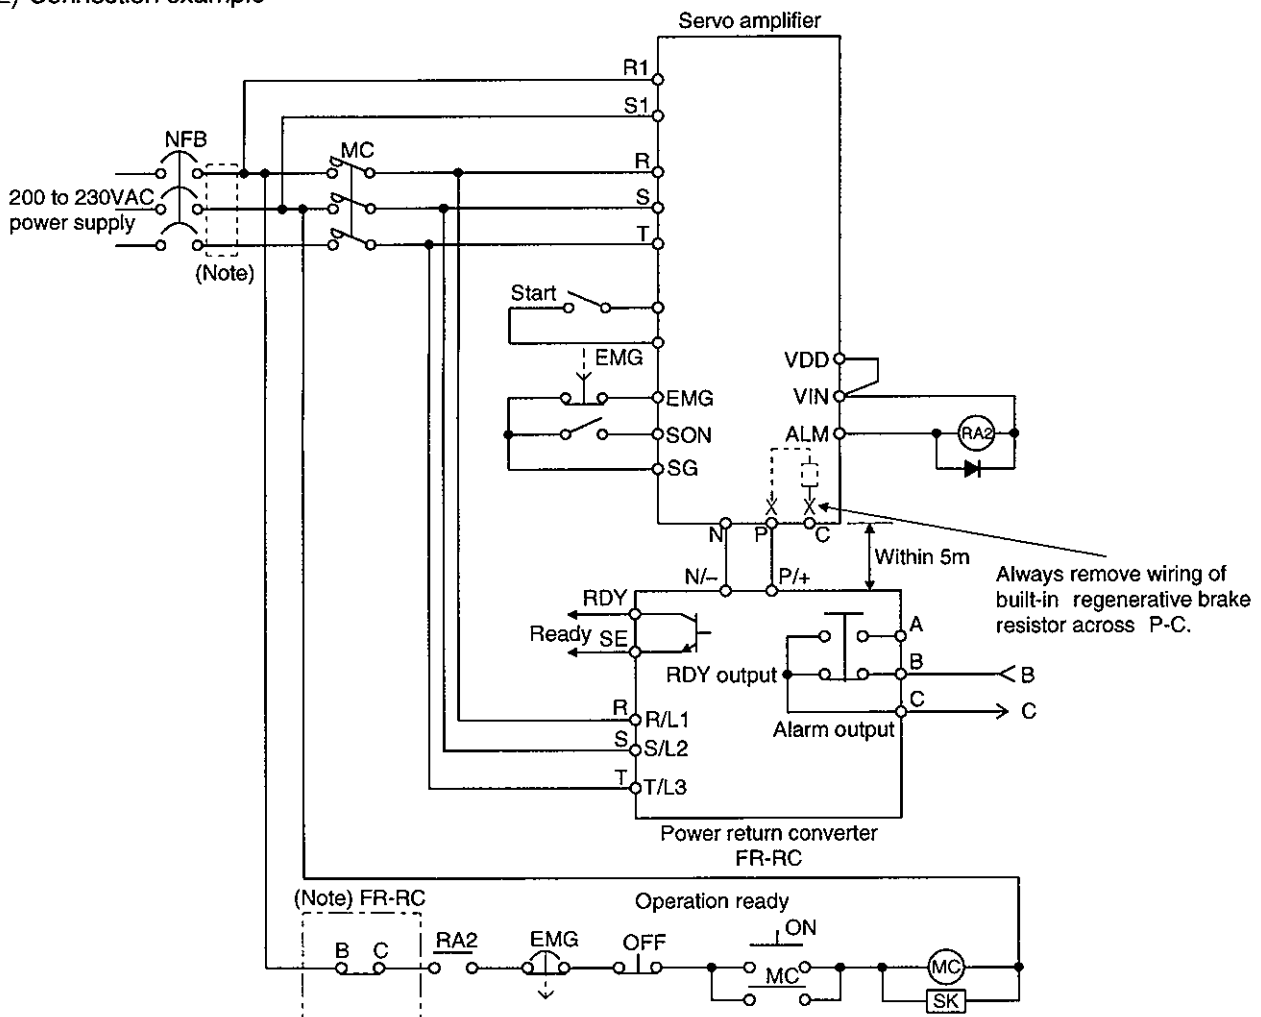 Connection example
Servo amplifier
R1
S1
NFB
MC
R
200 to 230VAC
power supply
S
T
(Note)
Start
EMG
VDD
VIN
EMG
SON
ALM
RA2
SG
N
P
C
Within 5m
N/–
P/+
Always remove wiring of
built-in regenerative brake
resistor across P-C.
RDY
Ready
SE
A
RDY output
B
B
C
C
Alarm output
R
R/L1
S
S/L2
T
T/L3
Power return converter
FR-RC
(Note) FR-RC
Operation ready
B
C
RA2
EMG
OFF
ON
MC
MC
SK